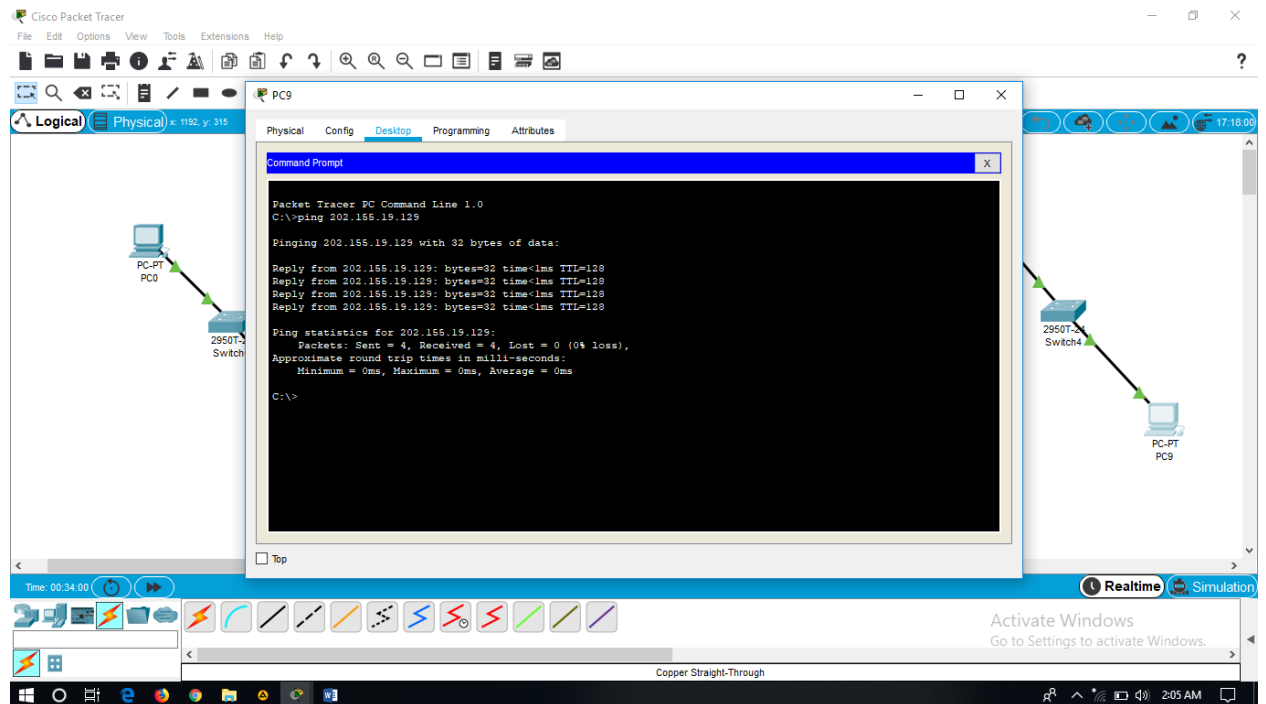 Cisco Packet Tracer
File Edit Options View Tools Extensions Help
?
PC9
Logical Physical x: 1192, y: 315
17:18:00
Physical Config Desktop Programming Attributes
Command Prompt
X
Packet Tracer PC Command Line 1.0
C:\>ping 202.155.19.129
Pinging 202.155.19.129 with 32 bytes of data:
Reply from 202.155.19.129: bytes=32 time<1ms TTL=128
Reply from 202.155.19.129: bytes=32 time<1ms TTL=128
Reply from 202.155.19.129: bytes=32 time<1ms TTL=128
Reply from 202.155.19.129: bytes=32 time<1ms TTL=128
Ping statistics for 202.155.19.129:
Packets: Sent = 4, Received = 4, Lost = 0 (0% loss),
Approximate round trip times in milli-seconds:
Minimum = 0ms, Maximum = 0ms, Average = 0ms
C:\>
PC-PT
PC0
2950T-2
Switch
2950T-24
Switch4
PC-PT
PC9
Top
Time: 00:34:00
Realtime Simulation
Activate Windows
Go to Settings to activate Windows.
Copper Straight-Through
2:05 AM